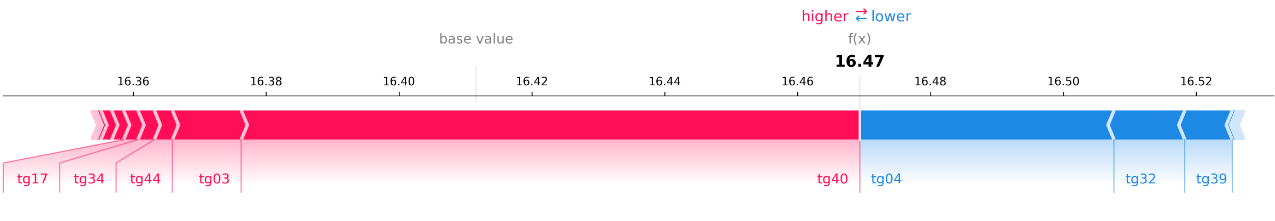 higher ⇄ lower
base value f(x)
16.47
16.36 16.38 16.40 16.42 16.44 16.46 16.48 16.50 16.52
tg17 tg34 tg44 tg03 tg40 tg04 tg32 tg39